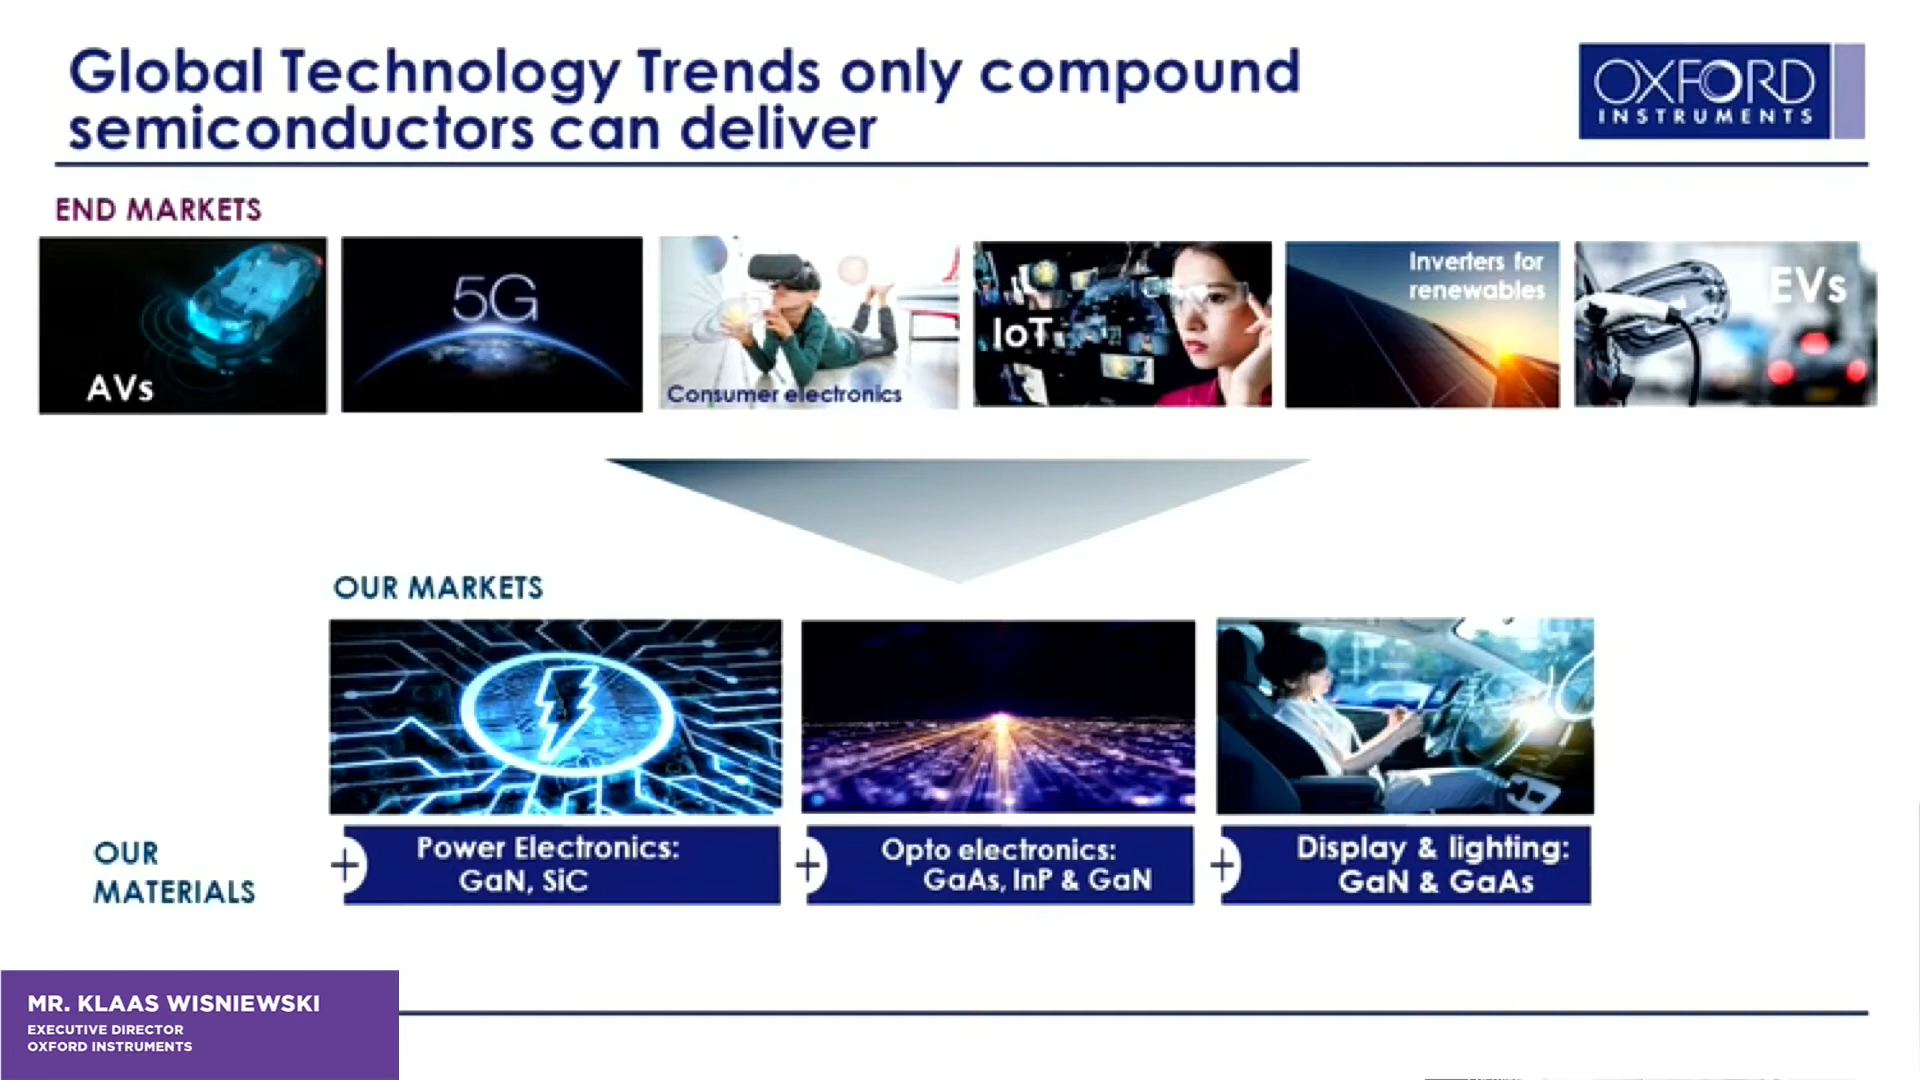 Global Technology Trends only compound
semiconductors can deliver
OXFORD
INSTRUMENTS
END MARKETS
AVs
5G
Consumer electronics
IoT
Inverters for
renewables
EVs
OUR MARKETS
OUR
MATERIALS
+
Power Electronics:
GaN, SiC
+
Opto electronics:
GaAs, InP & GaN
+
Display & lighting:
GaN & GaAs
MR. KLAAS WISNIEWSKI
EXECUTIVE DIRECTOR
OXFORD INSTRUMENTS